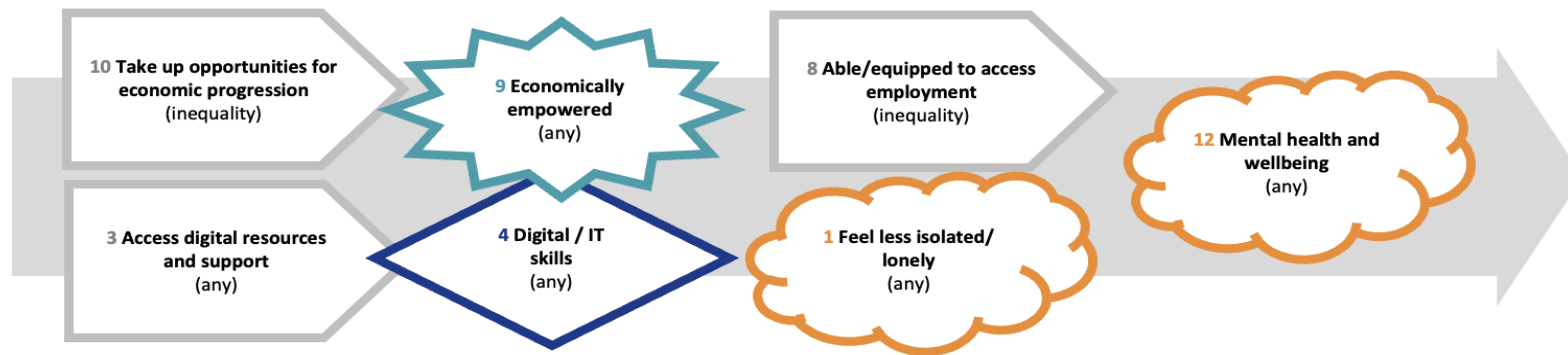 10 Take up opportunities for
economic progression
(inequality)
9 Economically
empowered
(any)
8 Able/equipped to access
employment
(inequality)
12 Mental health and
wellbeing
(any)
3 Access digital resources
and support
(any)
4 Digital / IT
skills
(any)
1 Feel less isolated/
lonely
(any)